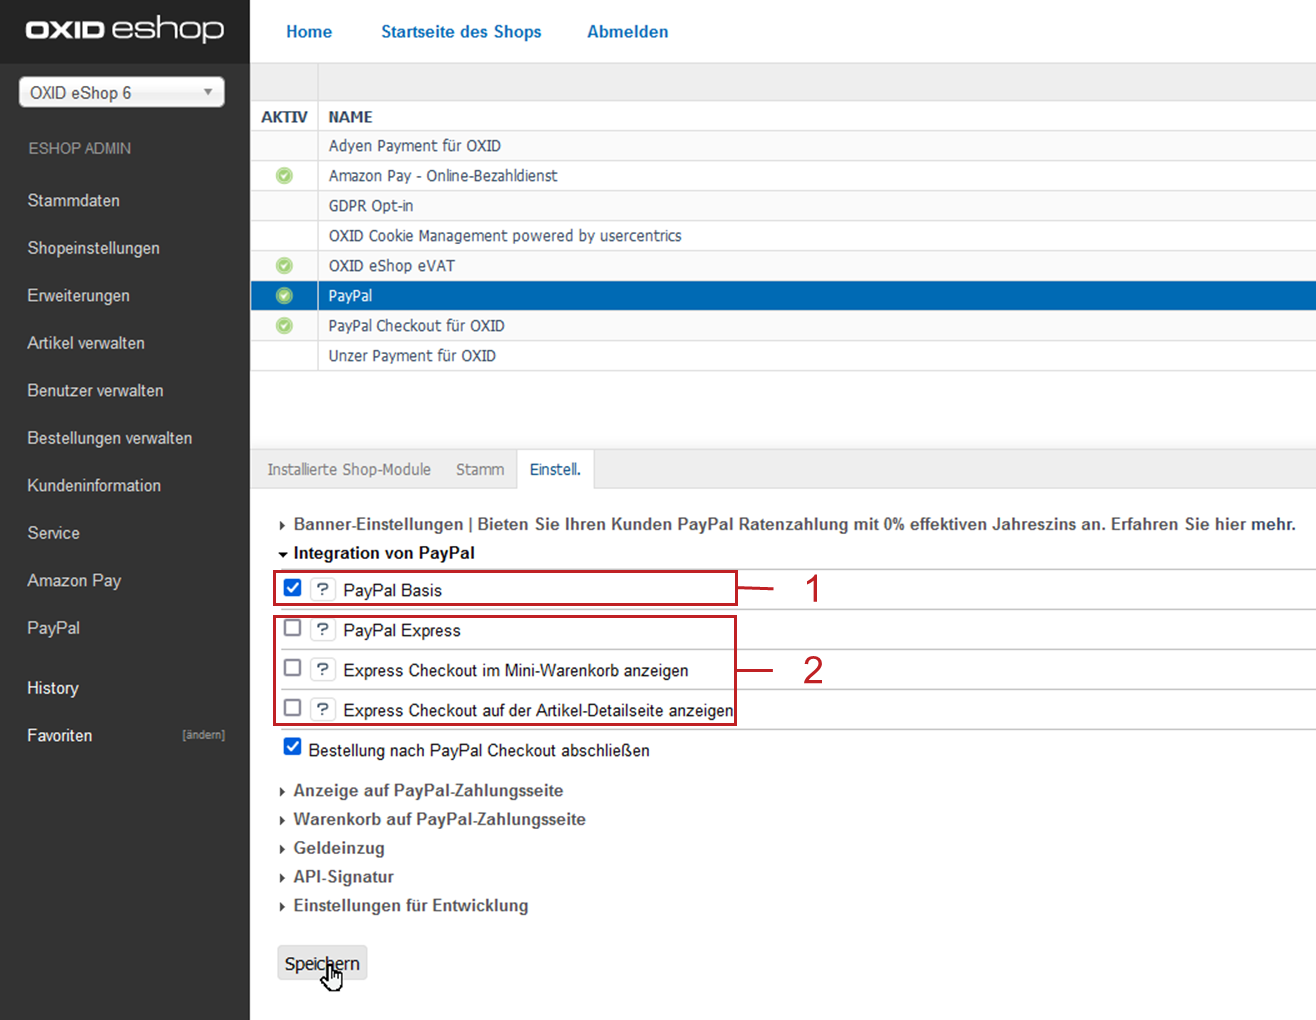 OXID eshop
Home Startseite des Shops Abmelden
OXID eShop 6
ESHOP ADMIN
Stammdaten
Shopeinstellungen
Erweiterungen
Artikel verwalten
Benutzer verwalten
Bestellungen verwalten
Kundeninformation
Service
Amazon Pay
PayPal
History
Favoriten [ändern]
AKTIV NAME
Adyen Payment für OXID
Amazon Pay - Online-Bezahldienst
GDPR Opt-in
OXID Cookie Management powered by usercentrics
OXID eShop eVAT
PayPal
PayPal Checkout für OXID
Unzer Payment für OXID
Installierte Shop-Module Stamm Einstell.
Banner-Einstellungen | Bieten Sie Ihren Kunden PayPal Ratenzahlung mit 0% effektiven Jahreszins an. Erfahren Sie hier mehr.
Integration von PayPal
? PayPal Basis 1
? PayPal Express
? Express Checkout im Mini-Warenkorb anzeigen 2
? Express Checkout auf der Artikel-Detailseite anzeigen
Bestellung nach PayPal Checkout abschließen
Anzeige auf PayPal-Zahlungsseite
Warenkorb auf PayPal-Zahlungsseite
Geldeinzug
API-Signatur
Einstellungen für Entwicklung
Speichern